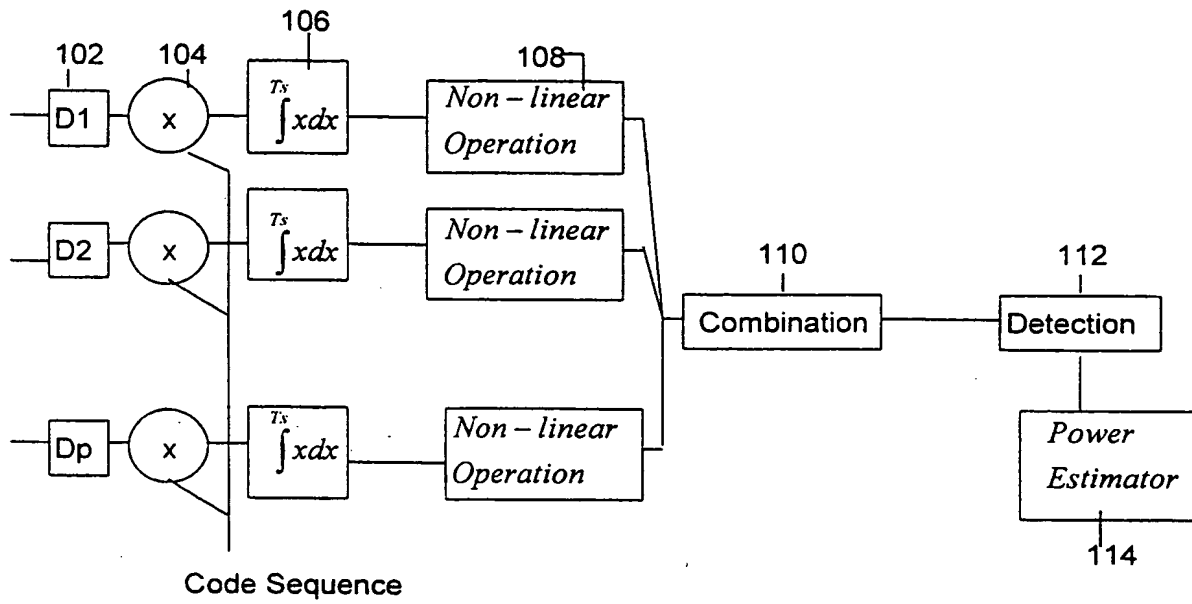 102
104
106
108
D1
x
Ts
∫xdx
Non – linear
Operation
D2
x
Ts
∫xdx
Non – linear
Operation
110
112
Combination
Detection
Dp
x
Ts
∫xdx
Non – linear
Operation
Power
Estimator
114
Code Sequence